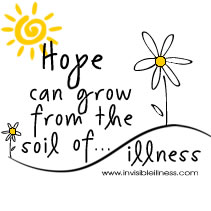 Hope
can grow
from the
soil of... illness
www.invisibleillness.com